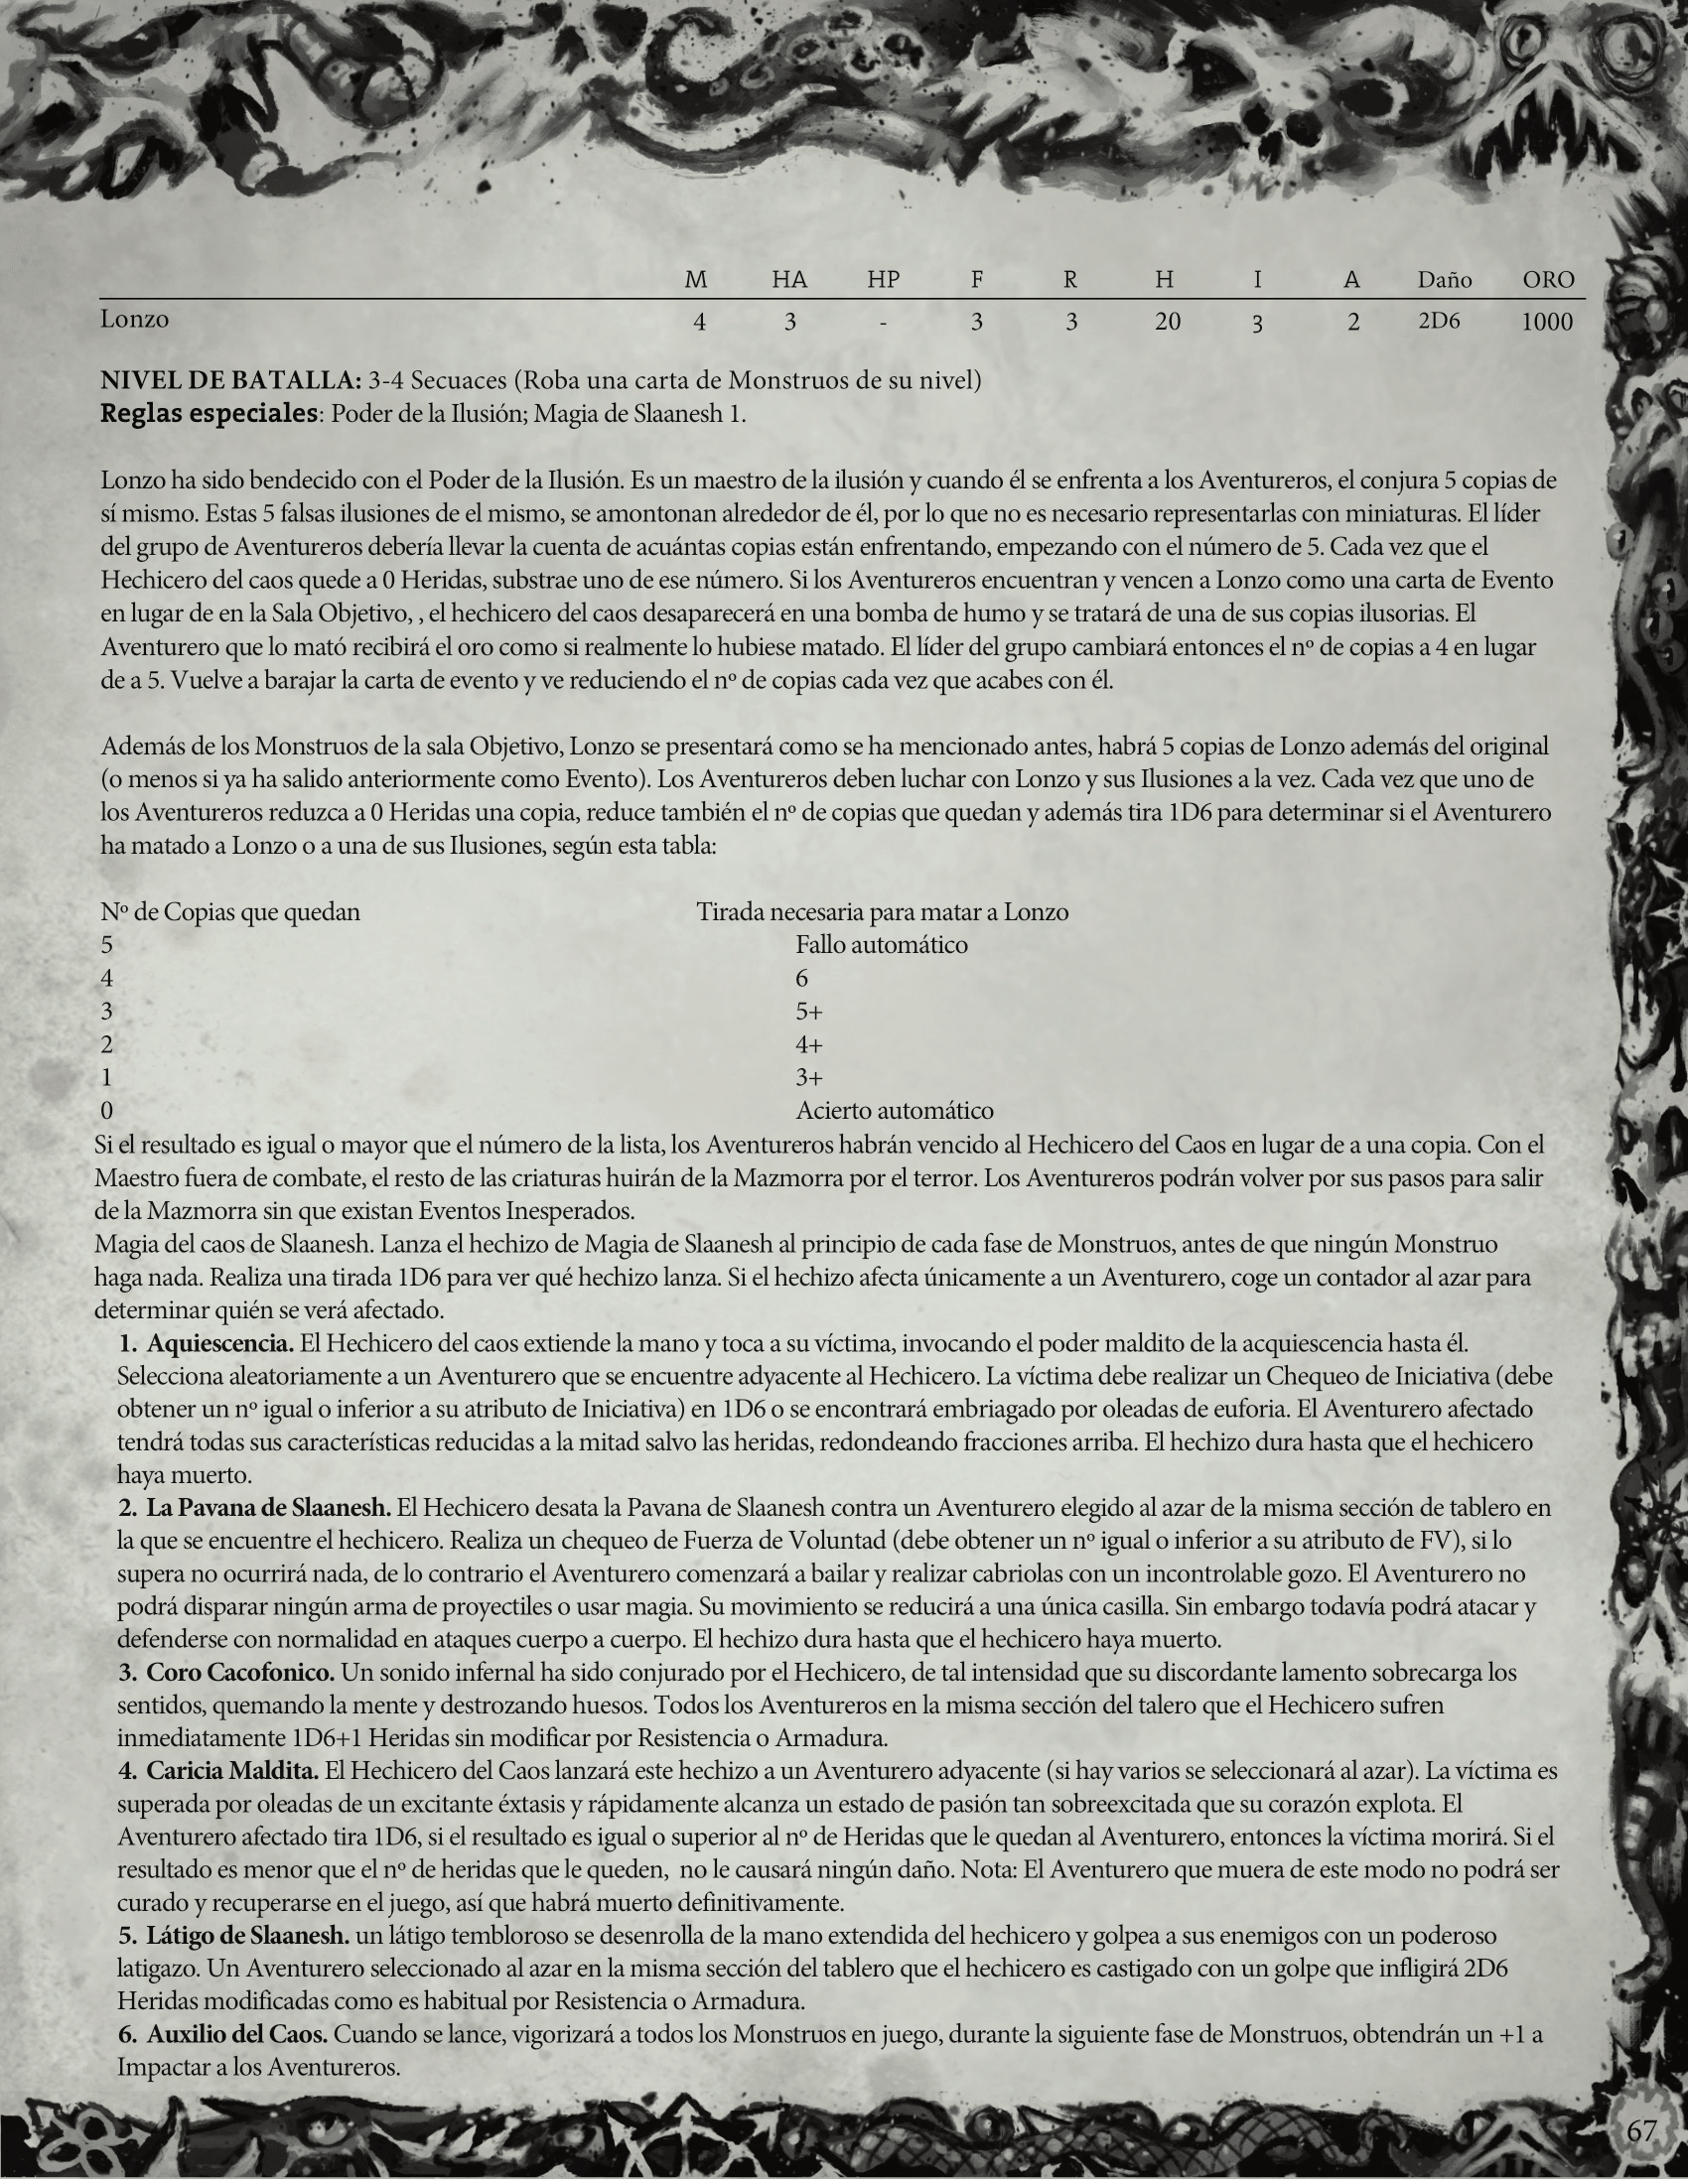 M HA HP F R H I A Daño ORO
Lonzo 4 3 - 3 3 20 3 2 2D6 1000
NIVEL DE BATALLA: 3-4 Secuaces (Roba una carta de Monstruos de su nivel)
Reglas especiales: Poder de la Ilusión; Magia de Slaanesh 1.
Lonzo ha sido bendecido con el Poder de la Ilusión. Es un maestro de la ilusión y cuando él se enfrenta a los Aventureros, el conjura 5 copias de
sí mismo. Estas 5 falsas ilusiones de el mismo, se amontonan alrededor de él, por lo que no es necesario representarlas con miniaturas. El líder
del grupo de Aventureros debería llevar la cuenta de acuántas copias están enfrentando, empezando con el número de 5. Cada vez que el
Hechicero del caos quede a 0 Heridas, substrae uno de ese número. Si los Aventureros encuentran y vencen a Lonzo como una carta de Evento
en lugar de en la Sala Objetivo, , el hechicero del caos desaparecerá en una bomba de humo y se tratará de una de sus copias ilusorias. El
Aventurero que lo mató recibirá el oro como si realmente lo hubiese matado. El líder del grupo cambiará entonces el nº de copias a 4 en lugar
de a 5. Vuelve a barajar la carta de evento y ve reduciendo el nº de copias cada vez que acabes con él.
Además de los Monstruos de la sala Objetivo, Lonzo se presentará como se ha mencionado antes, habrá 5 copias de Lonzo además del original
(o menos si ya ha salido anteriormente como Evento). Los Aventureros deben luchar con Lonzo y sus Ilusiones a la vez. Cada vez que uno de
los Aventureros reduzca a 0 Heridas una copia, reduce también el nº de copias que quedan y además tira 1D6 para determinar si el Aventurero
ha matado a Lonzo o a una de sus Ilusiones, según esta tabla:
Nº de Copias que quedan Tirada necesaria para matar a Lonzo
5 Fallo automático
4 6
3 5+
2 4+
1 3+
0 Acierto automático
Si el resultado es igual o mayor que el número de la lista, los Aventureros habrán vencido al Hechicero del Caos en lugar de a una copia. Con el
Maestro fuera de combate, el resto de las criaturas huirán de la Mazmorra por el terror. Los Aventureros podrán volver por sus pasos para salir
de la Mazmorra sin que existan Eventos Inesperados.
Magia del caos de Slaanesh. Lanza el hechizo de Magia de Slaanesh al principio de cada fase de Monstruos, antes de que ningún Monstruo
haga nada. Realiza una tirada 1D6 para ver qué hechizo lanza. Si el hechizo afecta únicamente a un Aventurero, coge un contador al azar para
determinar quién se verá afectado.
1. Aquiescencia. El Hechicero del caos extiende la mano y toca a su víctima, invocando el poder maldito de la acquiescencia hasta él.
Selecciona aleatoriamente a un Aventurero que se encuentre adyacente al Hechicero. La víctima debe realizar un Chequeo de Iniciativa (debe
obtener un nº igual o inferior a su atributo de Iniciativa) en 1D6 o se encontrará embriagado por oleadas de euforia. El Aventurero afectado
tendrá todas sus características reducidas a la mitad salvo las heridas, redondeando fracciones arriba. El hechizo dura hasta que el hechicero
haya muerto.
2. La Pavana de Slaanesh. El Hechicero desata la Pavana de Slaanesh contra un Aventurero elegido al azar de la misma sección de tablero en
la que se encuentre el hechicero. Realiza un chequeo de Fuerza de Voluntad (debe obtener un nº igual o inferior a su atributo de FV), si lo
supera no ocurrirá nada, de lo contrario el Aventurero comenzará a bailar y realizar cabriolas con un incontrolable gozo. El Aventurero no
podrá disparar ningún arma de proyectiles o usar magia. Su movimiento se reducirá a una única casilla. Sin embargo todavía podrá atacar y
defenderse con normalidad en ataques cuerpo a cuerpo. El hechizo dura hasta que el hechicero haya muerto.
3. Coro Cacofonico. Un sonido infernal ha sido conjurado por el Hechicero, de tal intensidad que su discordante lamento sobrecarga los
sentidos, quemando la mente y destrozando huesos. Todos los Aventureros en la misma sección del talero que el Hechicero sufren
inmediatamente 1D6+1 Heridas sin modificar por Resistencia o Armadura.
4. Caricia Maldita. El Hechicero del Caos lanzará este hechizo a un Aventurero adyacente (si hay varios se seleccionará al azar). La víctima es
superada por oleadas de un excitante éxtasis y rápidamente alcanza un estado de pasión tan sobreexcitada que su corazón explota. El
Aventurero afectado tira 1D6, si el resultado es igual o superior al nº de Heridas que le quedan al Aventurero, entonces la víctima morirá. Si el
resultado es menor que el nº de heridas que le queden, no le causará ningún daño. Nota: El Aventurero que muera de este modo no podrá ser
curado y recuperarse en el juego, así que habrá muerto definitivamente.
5. Látigo de Slaanesh. un látigo tembloroso se desenrolla de la mano extendida del hechicero y golpea a sus enemigos con un poderoso
latigazo. Un Aventurero seleccionado al azar en la misma sección del tablero que el hechicero es castigado con un golpe que infligirá 2D6
Heridas modificadas como es habitual por Resistencia o Armadura.
6. Auxilio del Caos. Cuando se lance, vigorizará a todos los Monstruos en juego, durante la siguiente fase de Monstruos, obtendrán un +1 a
Impactar a los Aventureros.
67